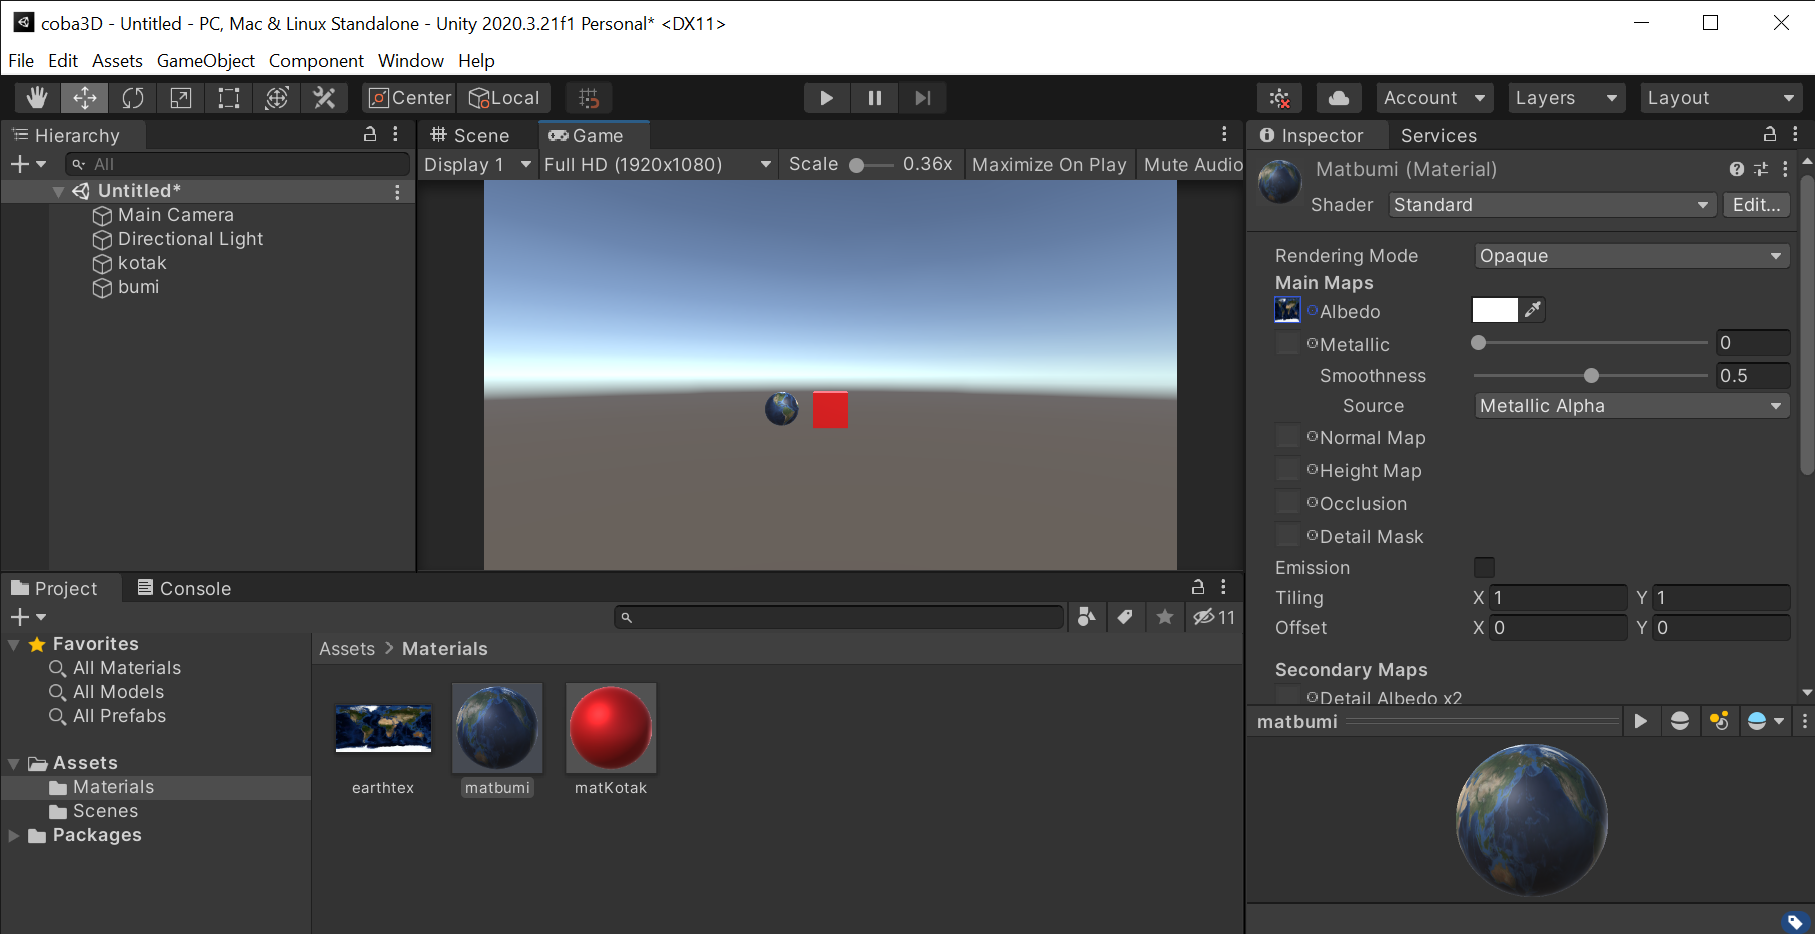 coba3D - Untitled - PC, Mac & Linux Standalone - Unity 2020.3.21f1 Personal* <DX11>
File Edit Assets GameObject Component Window Help
Center Local Account Layers Layout
Hierarchy
All
Untitled*
Main Camera
Directional Light
kotak
bumi
Scene Game
Display 1 Full HD (1920x1080) Scale 0.36x Maximize On Play Mute Audio
Inspector Services
Matbumi (Material)
Shader Standard Edit...
Rendering Mode Opaque
Main Maps
Albedo
Metallic 0
Smoothness 0.5
Source Metallic Alpha
Normal Map
Height Map
Occlusion
Detail Mask
Emission
Tiling X 1 Y 1
Offset X 0 Y 0
Secondary Maps
Detail Albedo x2
matbumi
Project Console
11
Favorites
All Materials
All Models
All Prefabs
Assets
Materials
Scenes
Packages
Assets > Materials
earthtex matbumi matKotak